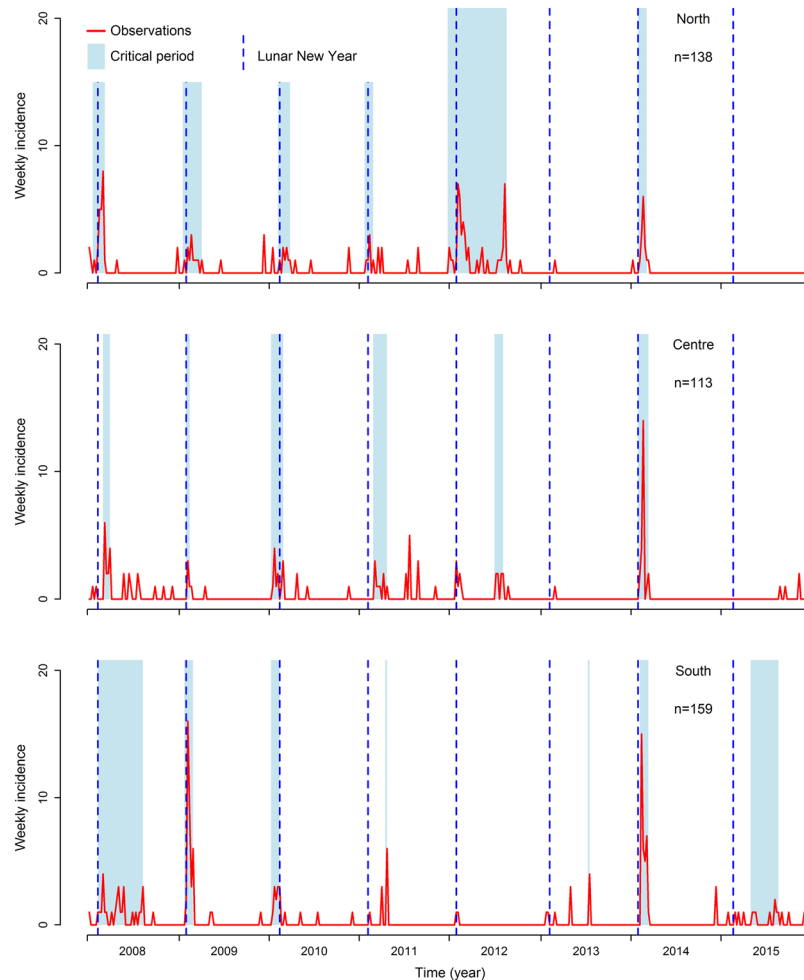 20
10
0
Weekly incidence
Observations
Critical period
Lunar New Year
North
n=138
20
10
0
Weekly incidence
Centre
n=113
20
10
0
Weekly incidence
South
n=159
2008 2009 2010 2011 2012 2013 2014 2015
Time (year)